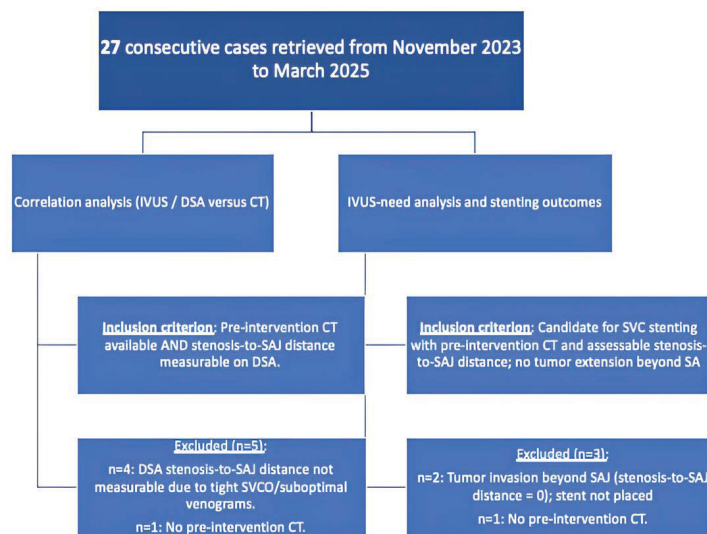 27 consecutive cases retrieved from November 2023
to March 2025
Correlation analysis (IVUS / DSA versus CT)
IVUS-need analysis and stenting outcomes
Inclusion criterion: Pre-intervention CT
available AND stenosis-to-SAJ distance
measurable on DSA.
Inclusion criterion: Candidate for SVC stenting
with pre-intervention CT and assessable stenosis-
to-SAJ distance; no tumor extension beyond SA
Excluded (n=5):
n=4: DSA stenosis-to-SAJ distance not
measurable due to tight SVCO/suboptimal
venograms.
n=1: No pre-intervention CT.
Excluded (n=3):
n=2: Tumor invasion beyond SAJ (stenosis-to-SAJ
distance = 0); stent not placed
n=1: No pre-intervention CT.